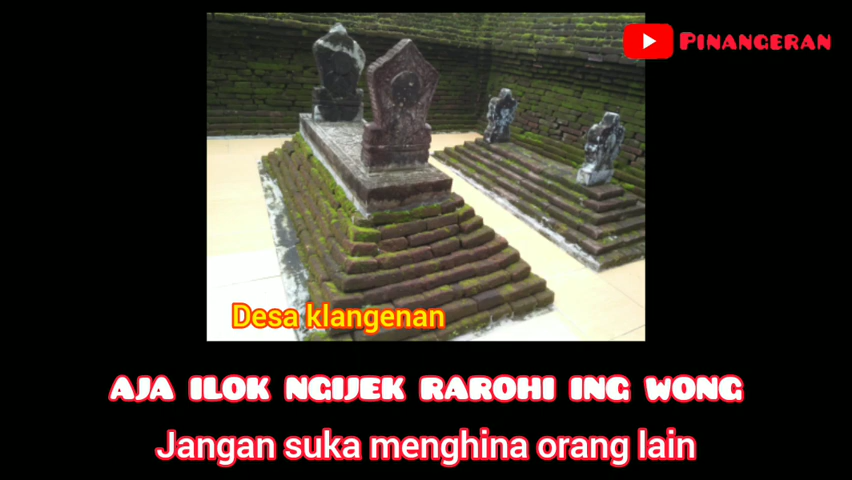 PINANGERAN
Desa klangenan
AJA ILOK NGIJEK RAROHI ING WONG
Jangan suka menghina orang lain